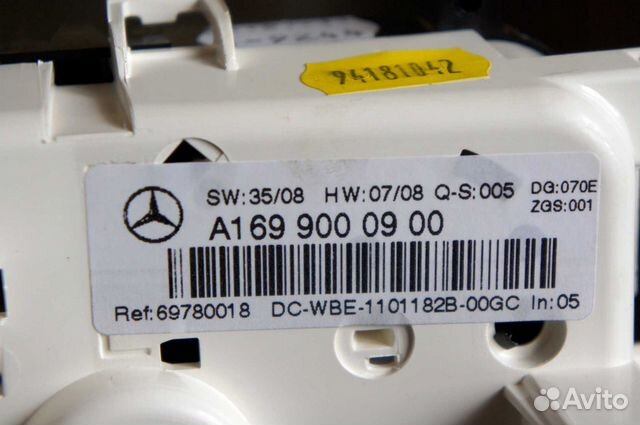 94181042
SW:35/08 HW:07/08 Q-S:005 DG:070E
ZGS:001
A169 900 09 00
Ref:69780018 DC-WBE-1101182B-00GC In:05
Avito